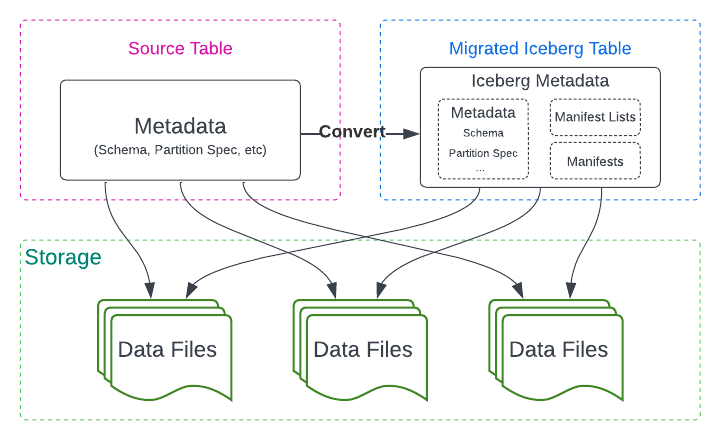 Source Table
Migrated Iceberg Table
Metadata
(Schema, Partition Spec, etc)
Convert
Iceberg Metadata
Metadata
Schema
Partition Spec
...
Manifest Lists
Manifests
Storage
Data Files
Data Files
Data Files